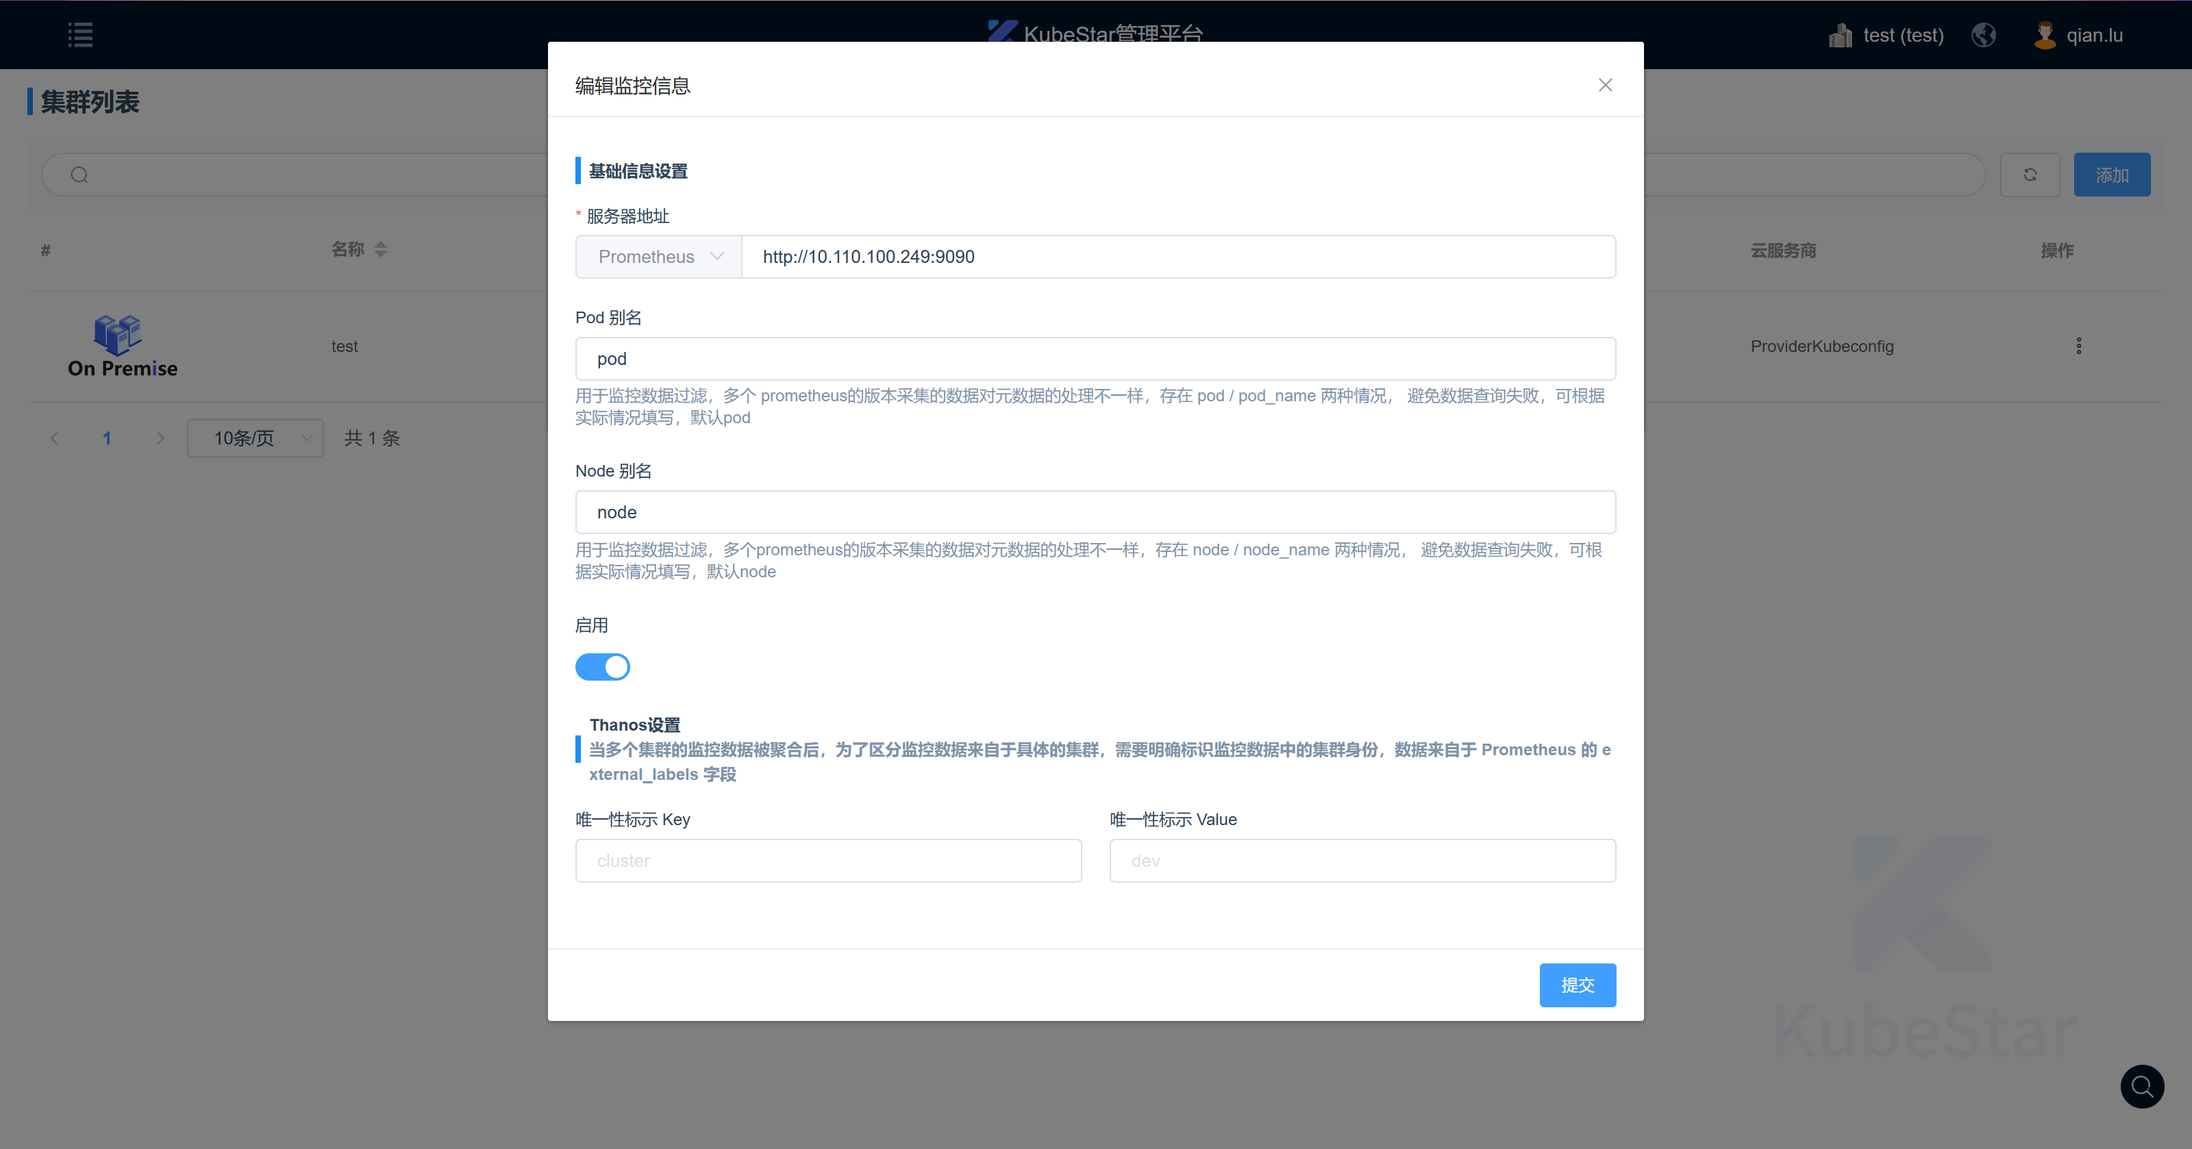 KubeStar管理平台
test (test)
qian.lu
集群列表
添加
# 名称 云服务商 操作
On Premise
test
ProviderKubeconfig
1
10条/页
共 1 条
编辑监控信息
基础信息设置
* 服务器地址
Prometheus
http://10.110.100.249:9090
Pod 别名
pod
用于监控数据过滤，多个 prometheus的版本采集的数据对元数据的处理不一样，存在 pod / pod_name 两种情况， 避免数据查询失败，可根据
实际情况填写，默认pod
Node 别名
node
用于监控数据过滤，多个prometheus的版本采集的数据对元数据的处理不一样，存在 node / node_name 两种情况， 避免数据查询失败，可根
据实际情况填写，默认node
启用
Thanos设置
当多个集群的监控数据被聚合后，为了区分监控数据来自于具体的集群，需要明确标识监控数据中的集群身份，数据来自于 Prometheus 的 e
xternal_labels 字段
唯一性标示 Key
唯一性标示 Value
cluster
dev
提交
KubeStar